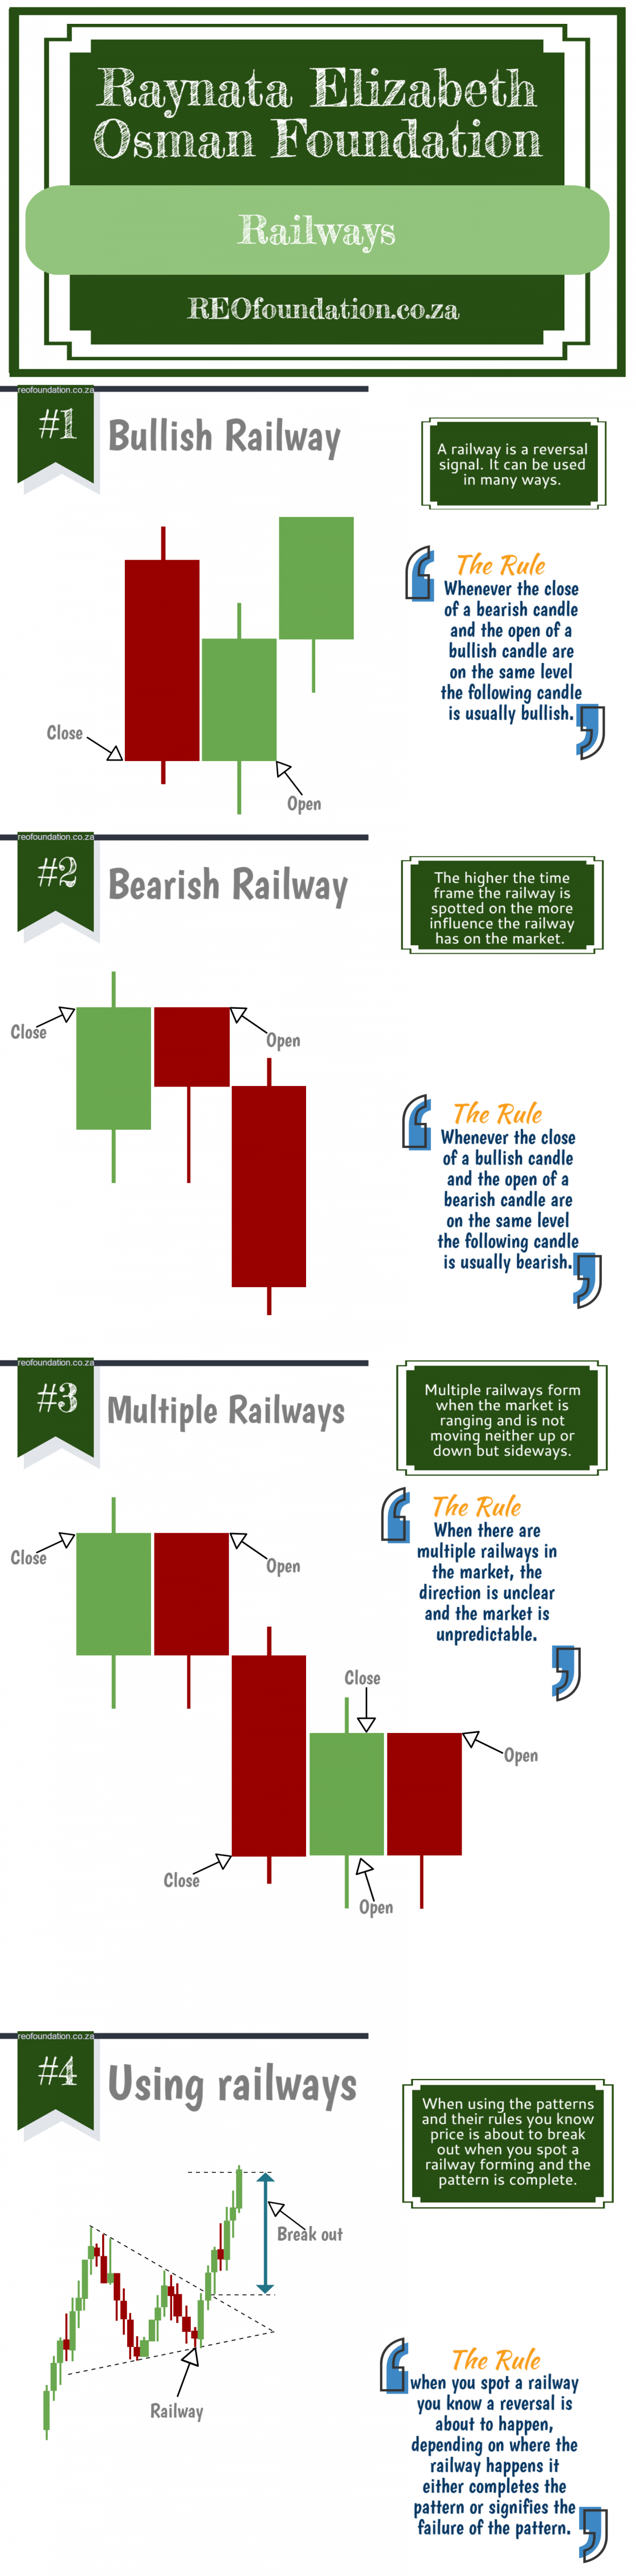 Raynata Elizabeth
Osman Foundation
Railways
REOfoundation.co.za
reofoundation.co.za
#1
Bullish Railway
A railway is a reversal
signal. It can be used
in many ways.
The Rule
Whenever the close
of a bearish candle
and the open of a
bullish candle are
on the same level
the following candle
is usually bullish.
Close
Open
reofoundation.co.za
#2
Bearish Railway
The higher the time
frame the railway is
spotted on the more
influence the railway
has on the market.
Close
Open
The Rule
Whenever the close
of a bullish candle
and the open of a
bearish candle are
on the same level
the following candle
is usually bearish.
reofoundation.co.za
#3
Multiple Railways
Multiple railways form
when the market is
ranging and is not
moving neither up or
down but sideways.
The Rule
When there are
multiple railways in
the market, the
direction is unclear
and the market is
unpredictable.
Close
Open
Close
Open
Close
Open
reofoundation.co.za
#4
Using railways
When using the patterns
and their rules you know
price is about to break
out when you spot a
railway forming and the
pattern is complete.
Break out
Railway
The Rule
when you spot a railway
you know a reversal is
about to happen,
depending on where the
railway happens it
either completes the
pattern or signifies the
failure of the pattern.